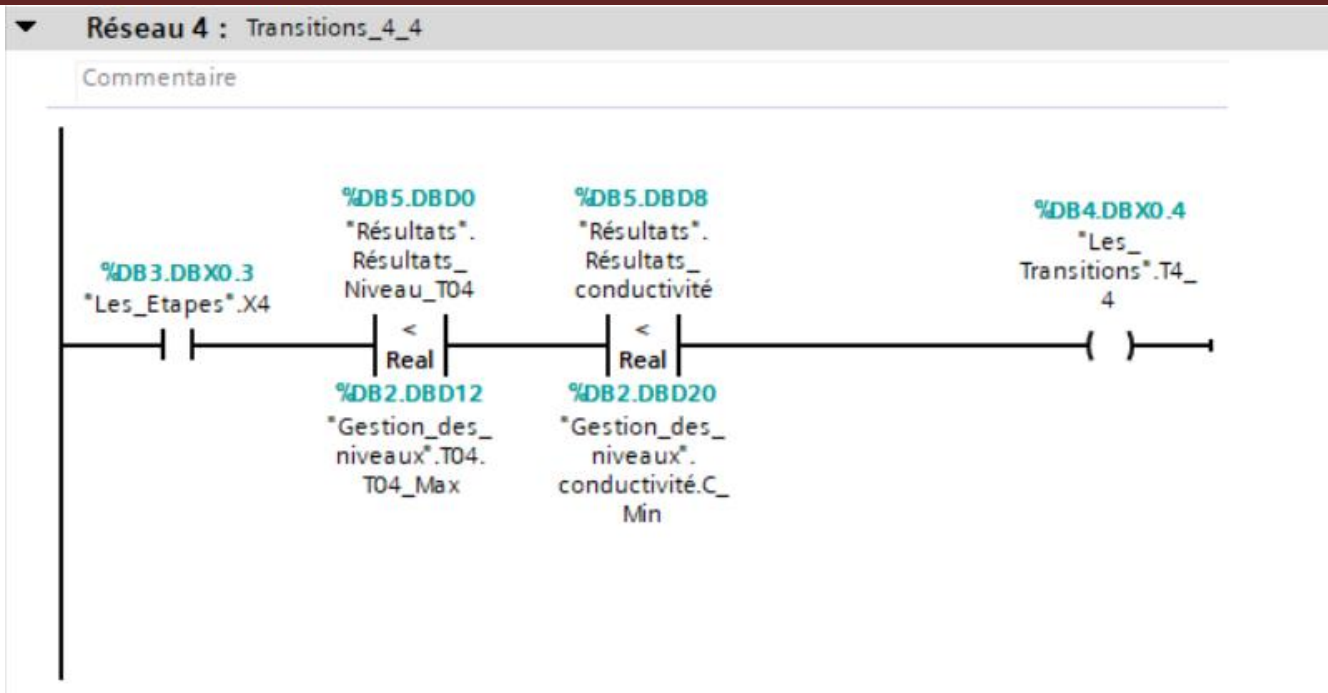 Réseau 4 : Transitions_4_4
Commentaire
%DB3.DBX0.3
"Les_Etapes".X4
%DB5.DBD0
"Résultats".
Résultats_
Niveau_T04
<
Real
%DB2.DBD12
"Gestion_des_
niveaux".T04.
T04_Max
%DB5.DBD8
"Résultats".
Résultats_
conductivité
<
Real
%DB2.DBD20
"Gestion_des_
niveaux".
conductivité.C_
Min
%DB4.DBX0.4
"Les_
Transitions".T4_
4